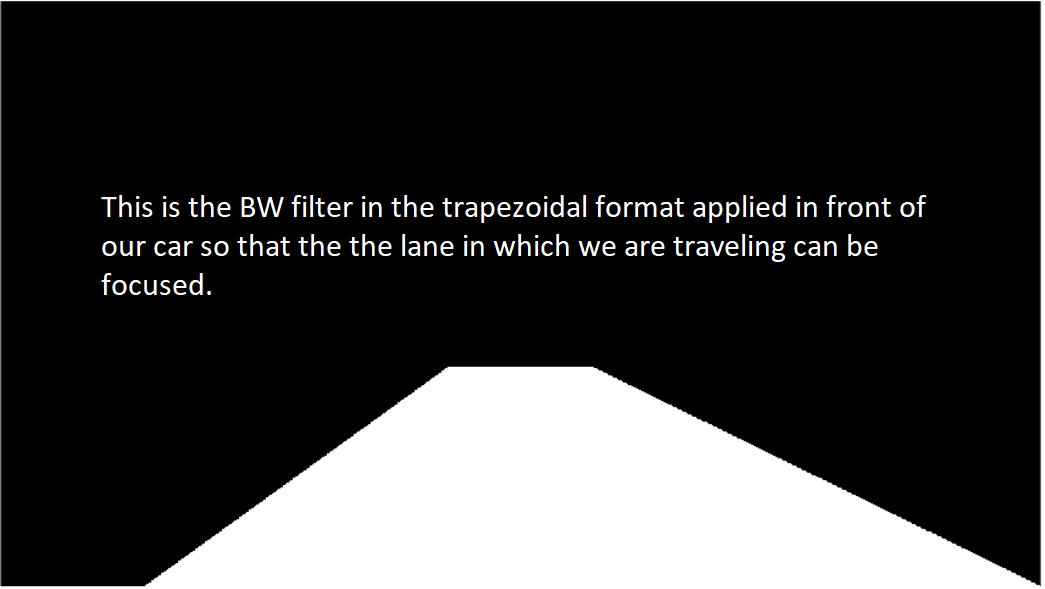 This is the BW filter in the trapezoidal format applied in front of
our car so that the the lane in which we are traveling can be
focused.